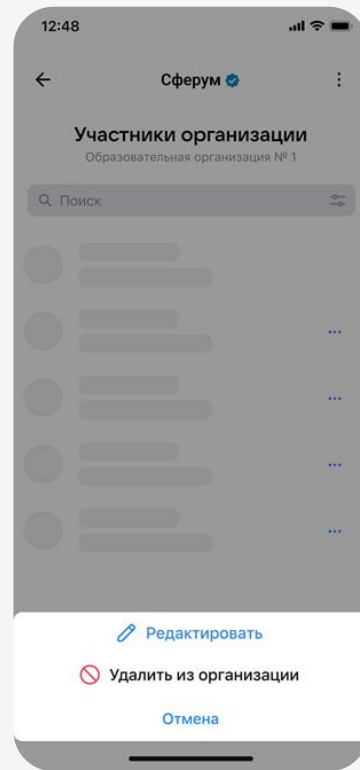 12:48
Сферум
Участники организации
Образовательная организация № 1
Поиск
Редактировать
Удалить из организации
Отмена